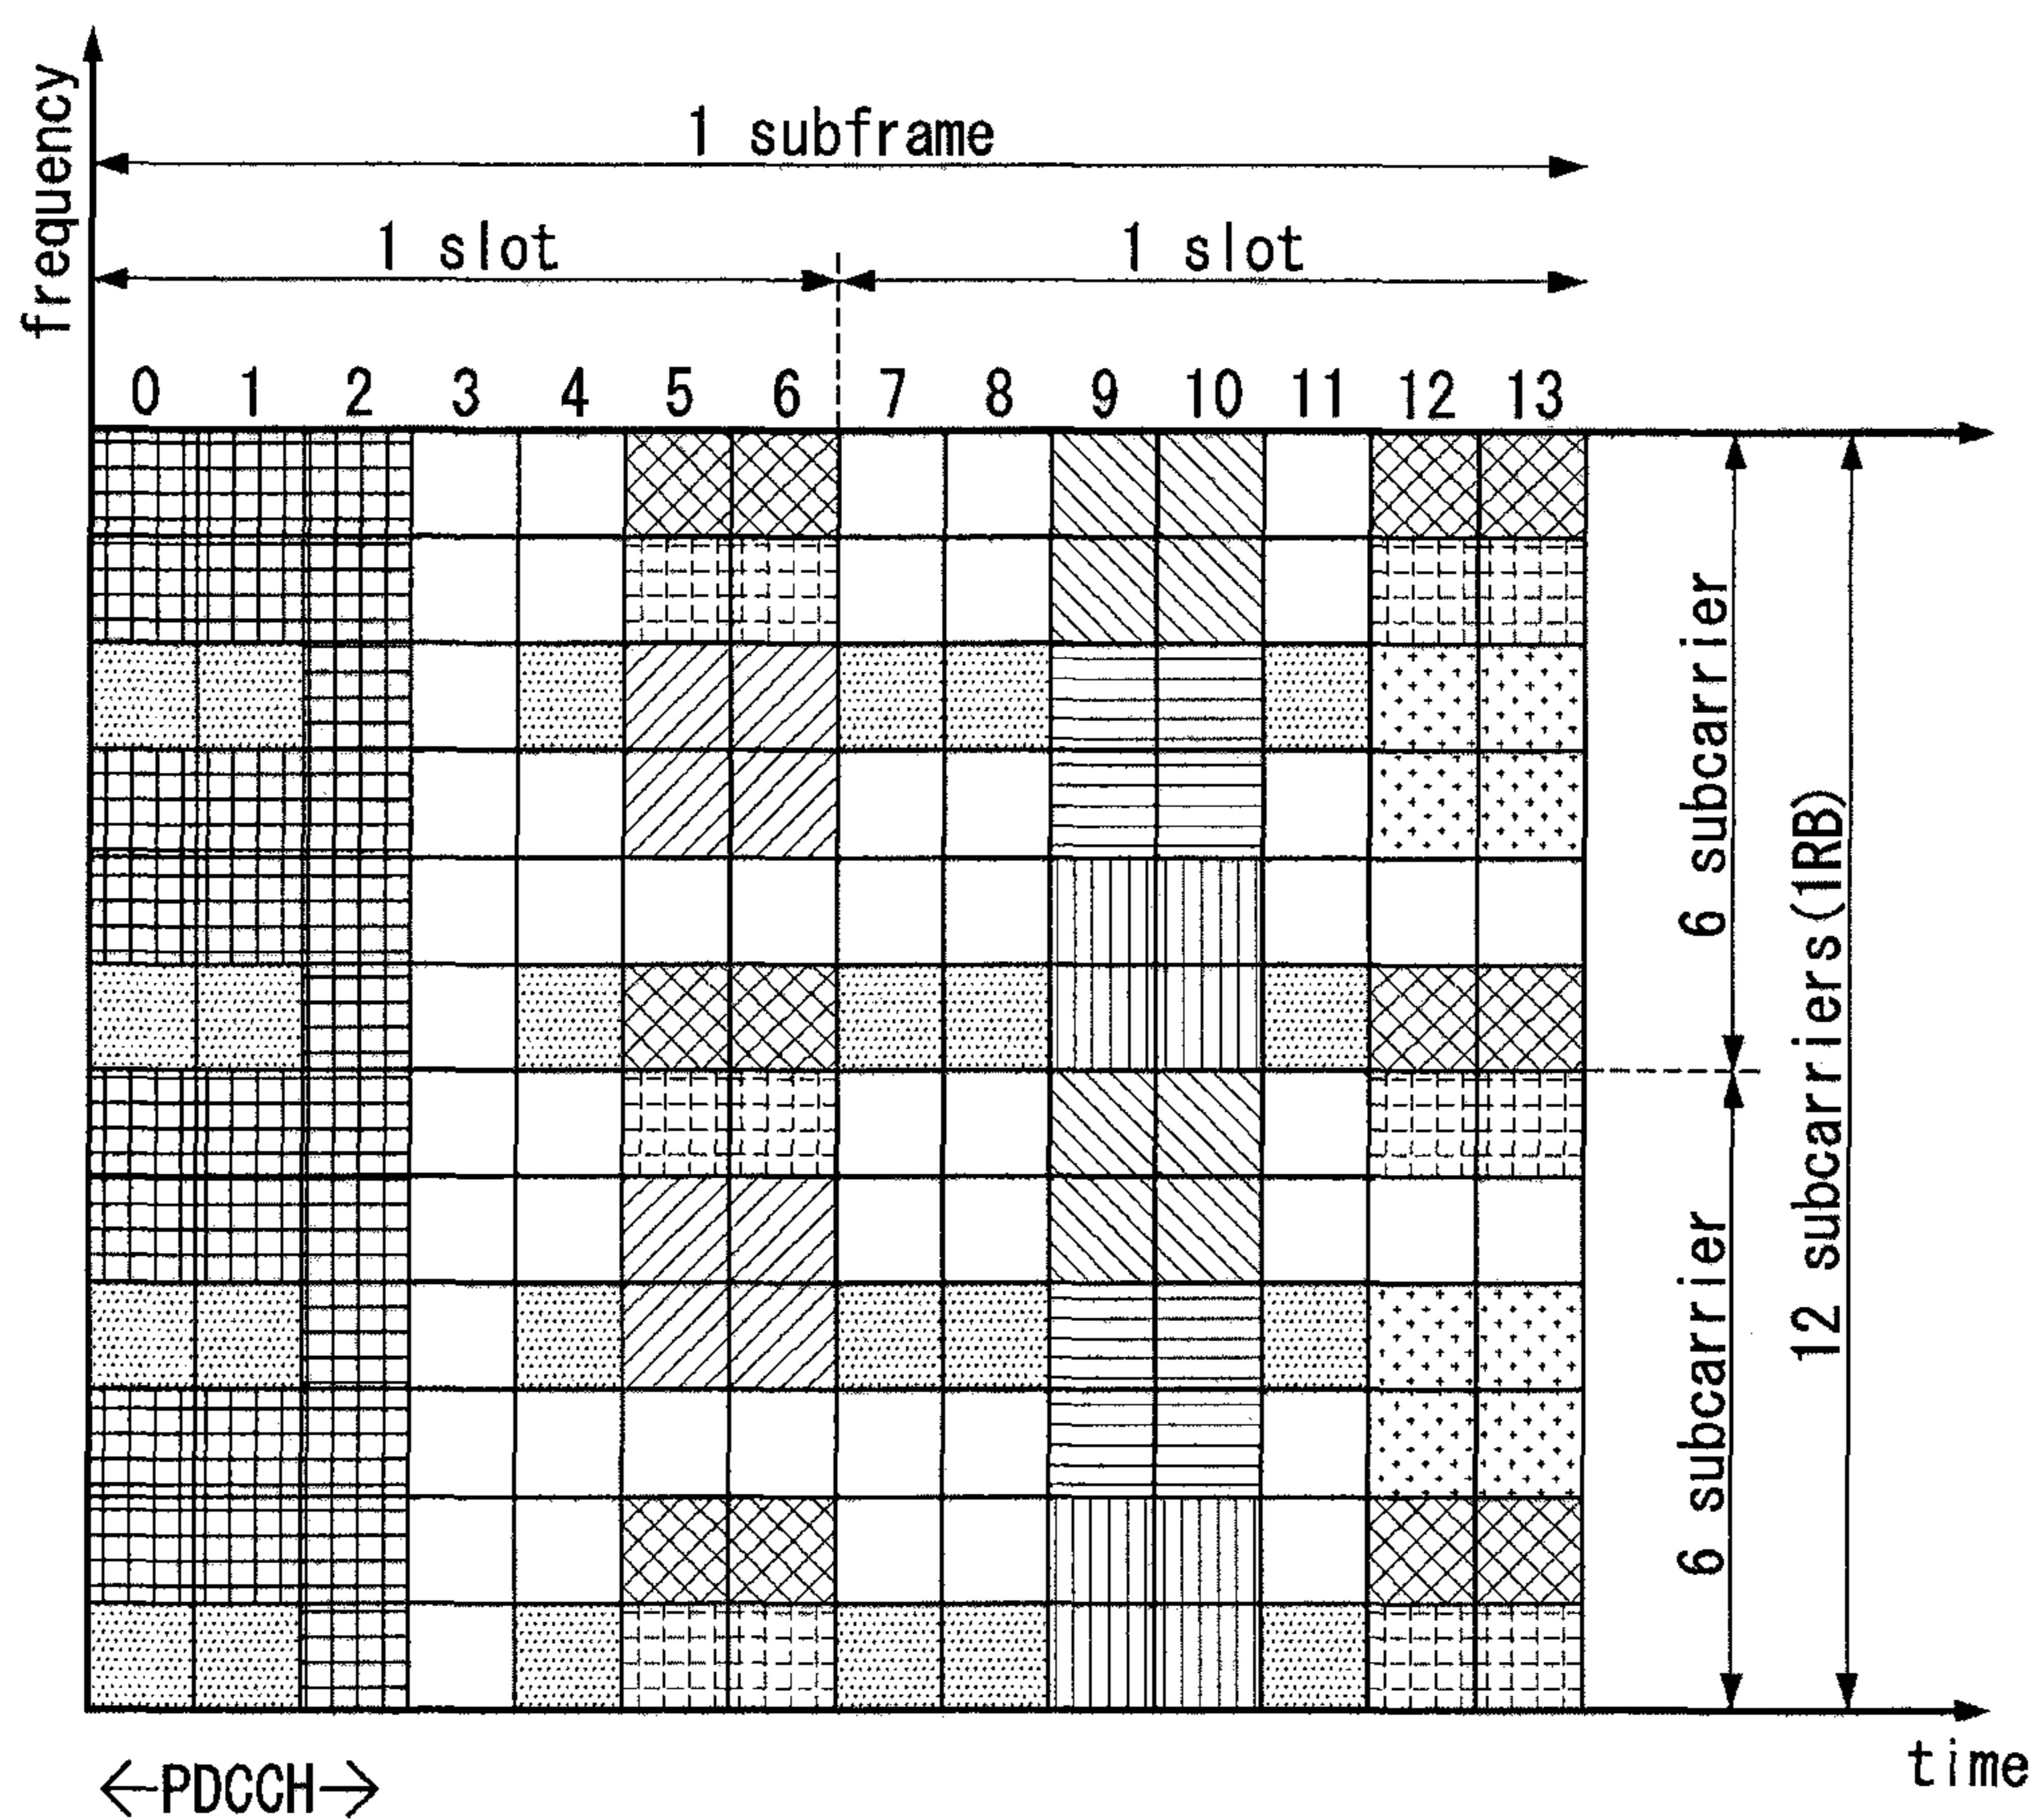 frequency
1 subframe
1 slot
1 slot
0 1 2 3 4 5 6 7 8 9 10 11 12 13
6 subcarrier
6 subcarrier
12 subcarriers(1RB)
time
PDCCH